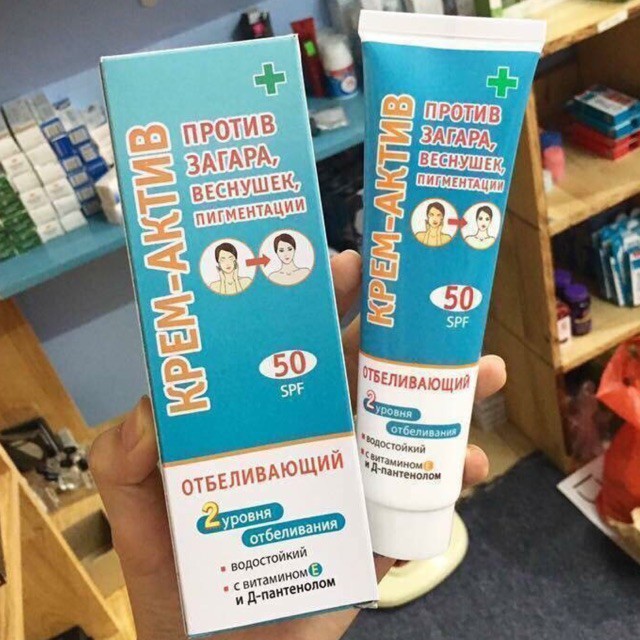 КРЕМ-АКТИВ
ПРОТИВ
ЗАГАРА,
ВЕСНУШЕК,
ПИГМЕНТАЦИИ
50
SPF
ОТБЕЛИВАЮЩИЙ
2 уровня
отбеливания
• водостойкий
• с витамином E
и Д-пантенолом
КРЕМ-АКТИВ
ПРОТИВ
ЗАГАРА,
ВЕСНУШЕК,
ПИГМЕНТАЦИИ
50
SPF
ОТБЕЛИВАЮЩИЙ
2 уровня
отбеливания
• водостойкий
• с витамином E
и Д-пантенолом